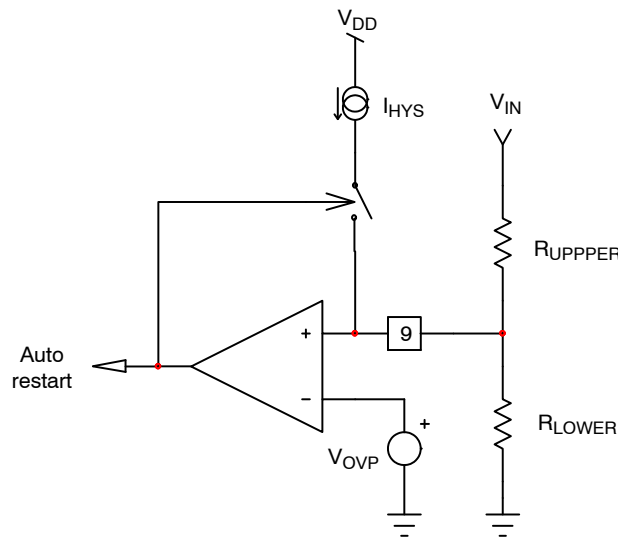 VDD
IHYS
VIN
RUPPPER
+
9
Auto
restart
−
+
VOVP
RLOWER